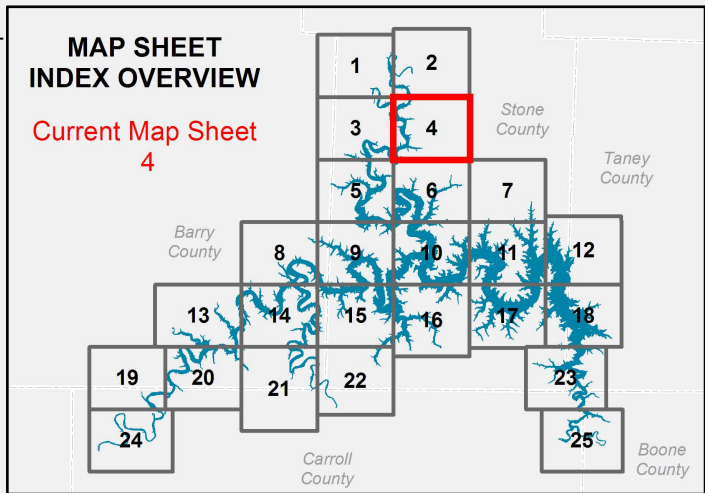 MAP SHEET
INDEX OVERVIEW
Current Map Sheet
4
1
2
3
4
Stone
County
Taney
County
5
6
7
Barry
County
8
9
10
11
12
13
14
15
16
17
18
19
20
21
22
23
24
25
Carroll
County
Boone
County